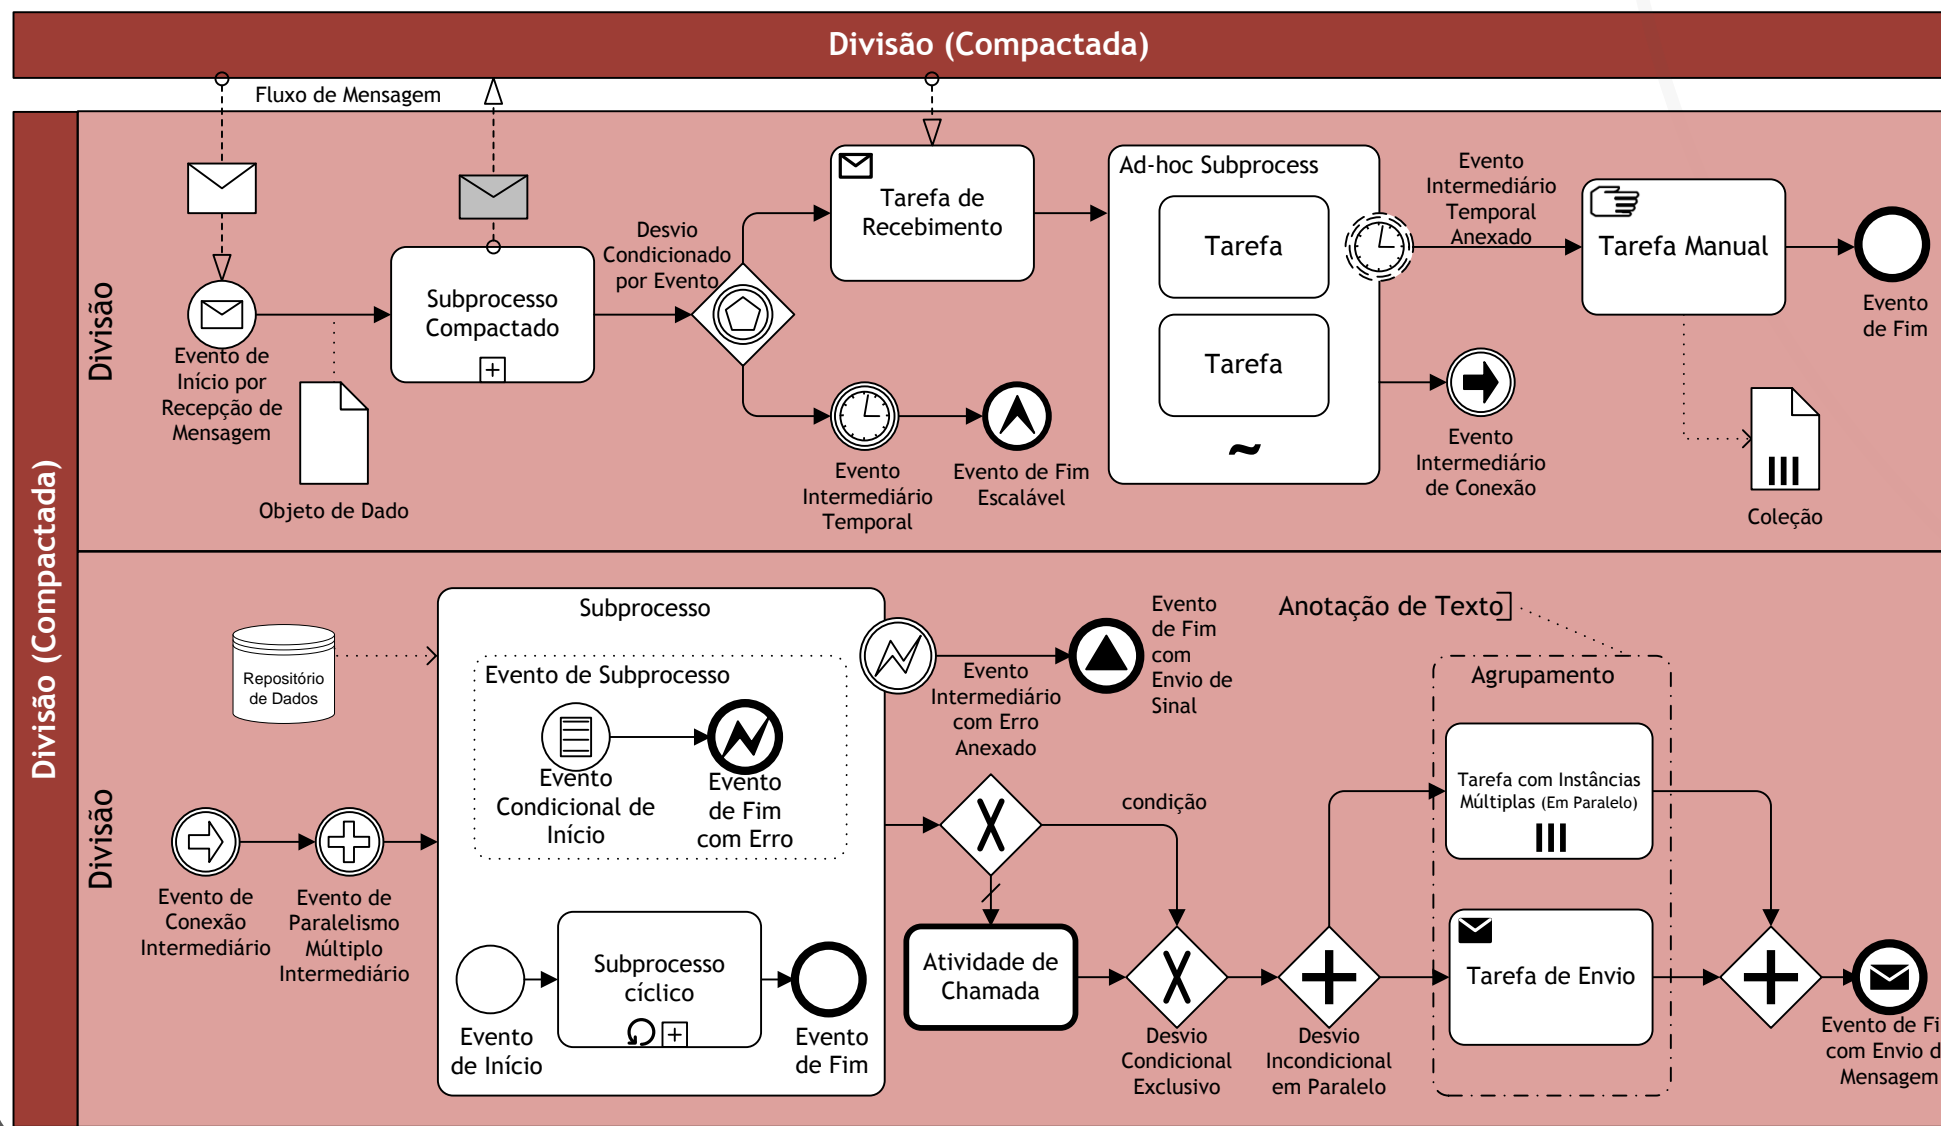 Divisão (Compactada)
Fluxo de Mensagem
Divisão (Compactada)
Divisão
Evento de
Início por
Recepção de
Mensagem
Objeto de Dado
Subprocesso
Compactado
Desvio
Condicionado
por Evento
Tarefa de
Recebimento
Evento
Intermediário
Temporal
Evento de Fim
Escalável
Ad-hoc Subprocess
Tarefa
Tarefa
Evento
Intermediário
Temporal
Anexado
Evento
Intermediário
de Conexão
Tarefa Manual
Coleção
Evento
de Fim
Divisão
Repositório
de Dados
Evento de
Conexão
Intermediário
Evento de
Paralelismo
Múltiplo
Intermediário
Subprocesso
Evento de Subprocesso
Evento
Condicional de
Início
Evento
de Fim
com Erro
Evento
de Início
Subprocesso
cíclico
Evento
de Fim
Evento
Intermediário
com Erro
Anexado
Evento
de Fim
com
Envio de
Sinal
condição
Atividade de
Chamada
Desvio
Condicional
Exclusivo
Desvio
Incondicional
em Paralelo
Anotação de Texto
Agrupamento
Tarefa com Instâncias
Múltiplas (Em Paralelo)
Tarefa de Envio
Evento de Fi
com Envio d
Mensagem